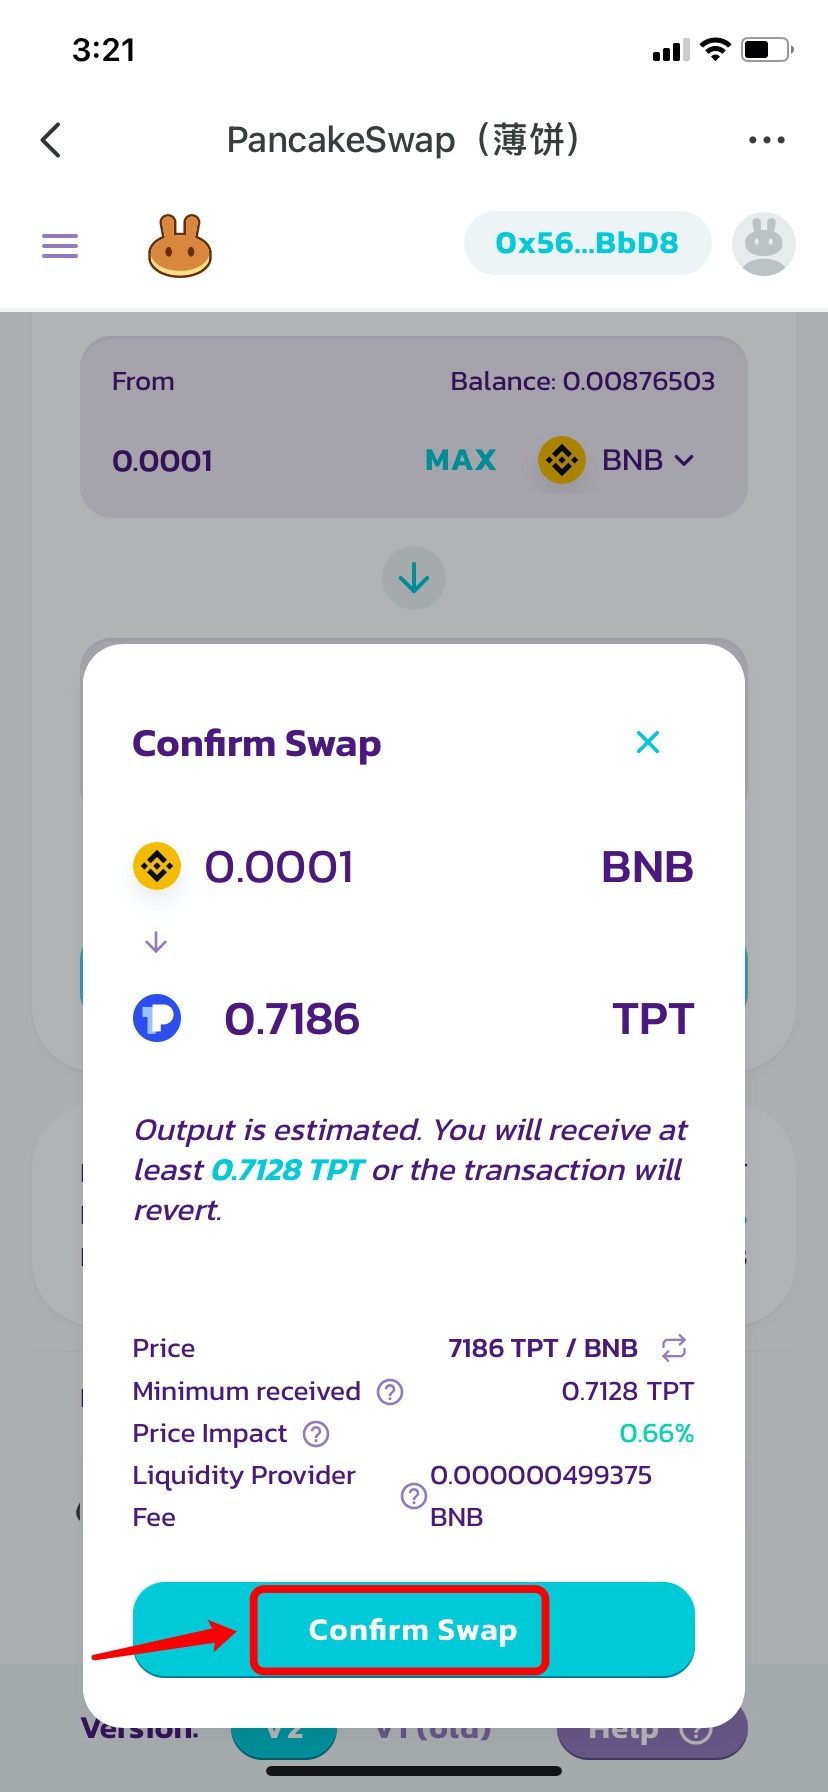 3:21
PancakeSwap（薄饼）
0x56...BbD8
From
Balance: 0.00876503
0.0001
MAX
BNB
Confirm Swap
0.0001
BNB
0.7186
TPT
Output is estimated. You will receive at
least 0.7128 TPT or the transaction will
revert.
Price
7186 TPT / BNB
Minimum received
0.7128 TPT
Price Impact
0.66%
Liquidity Provider
Fee
0.000000499375
BNB
Confirm Swap
Version:
V2
V1 (old)
Help